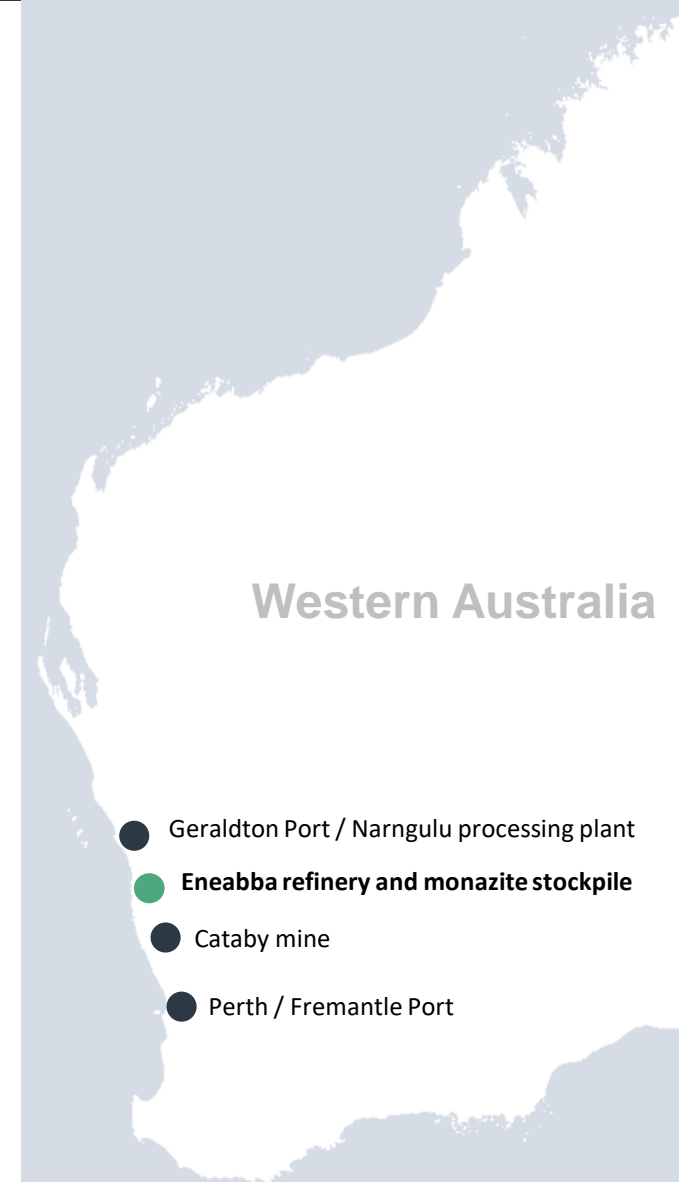 Western Australia
Geraldton Port / Narngulu processing plant
Eneabba refinery and monazite stockpile
Cataby mine
Perth / Fremantle Port